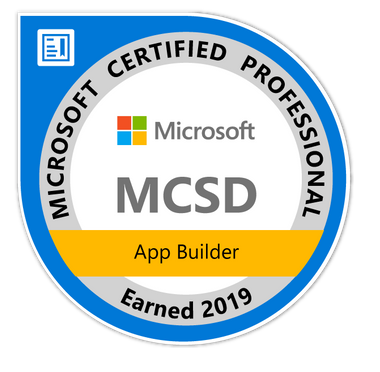 MICROSOFT CERTIFIED PROFESSIONAL
Microsoft
MCSD
App Builder
Earned 2019